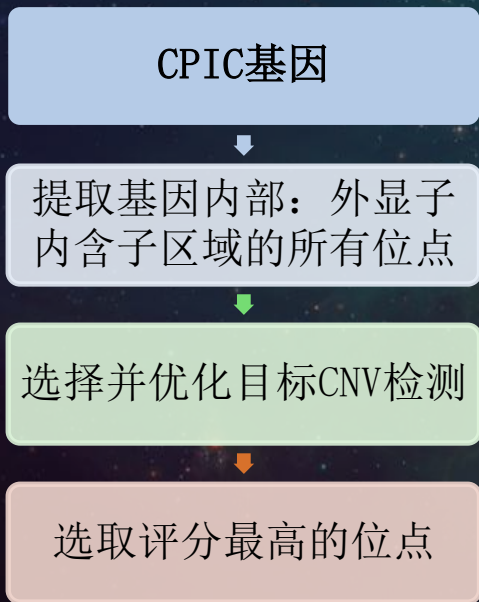 CPIC基因
提取基因内部：外显子
内含子区域的所有位点
选择并优化目标CNV检测
选取评分最高的位点